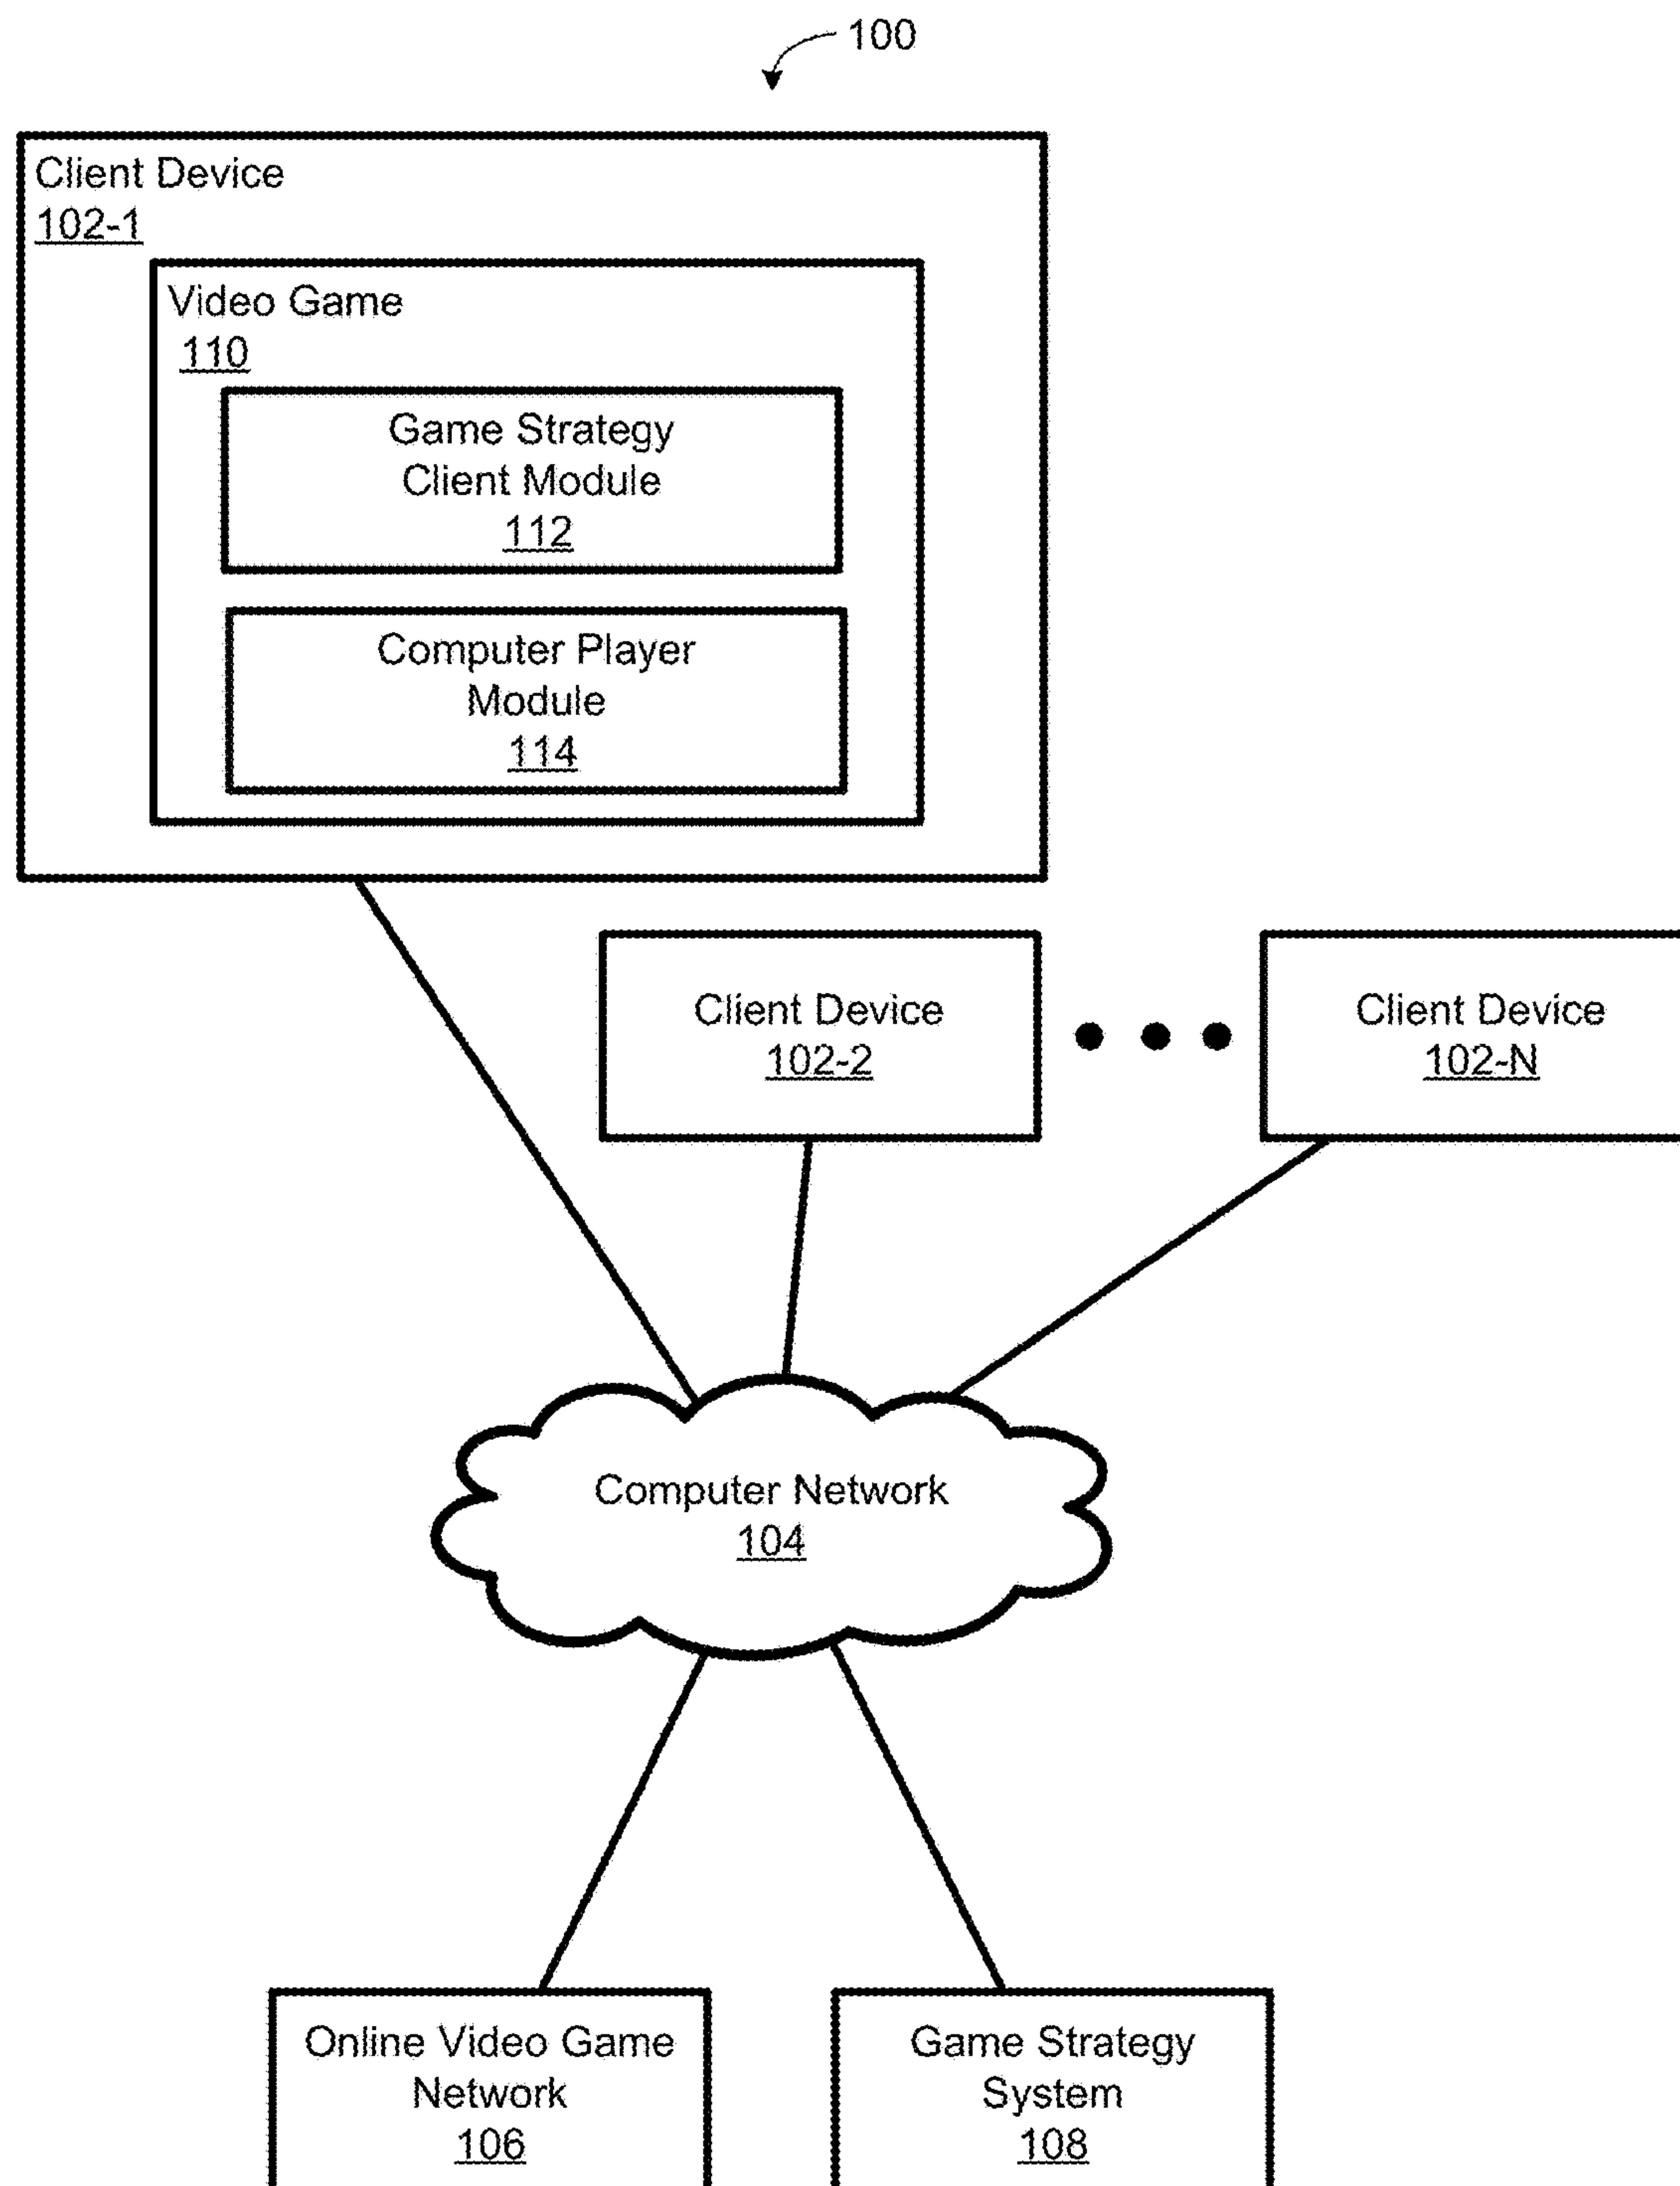 100
Client Device
102-1
Video Game
110
Game Strategy
Client Module
112
Computer Player
Module
114
Client Device
102-2
Client Device
102-N
Computer Network
104
Online Video Game
Network
106
Game Strategy
System
108